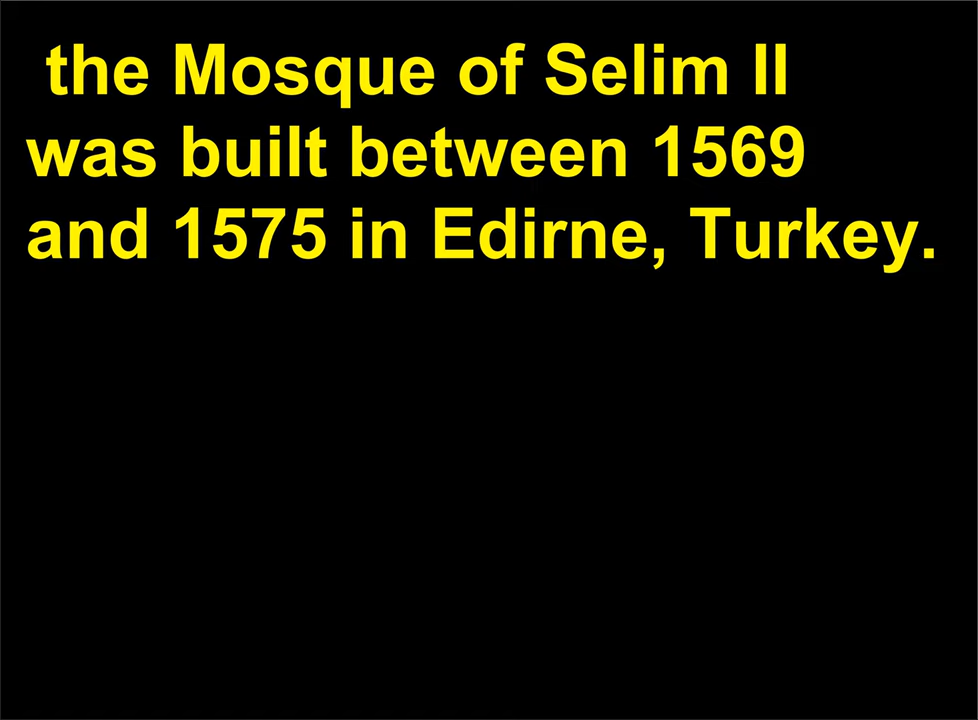 the Mosque of Selim II
was built between 1569
and 1575 in Edirne, Turkey.